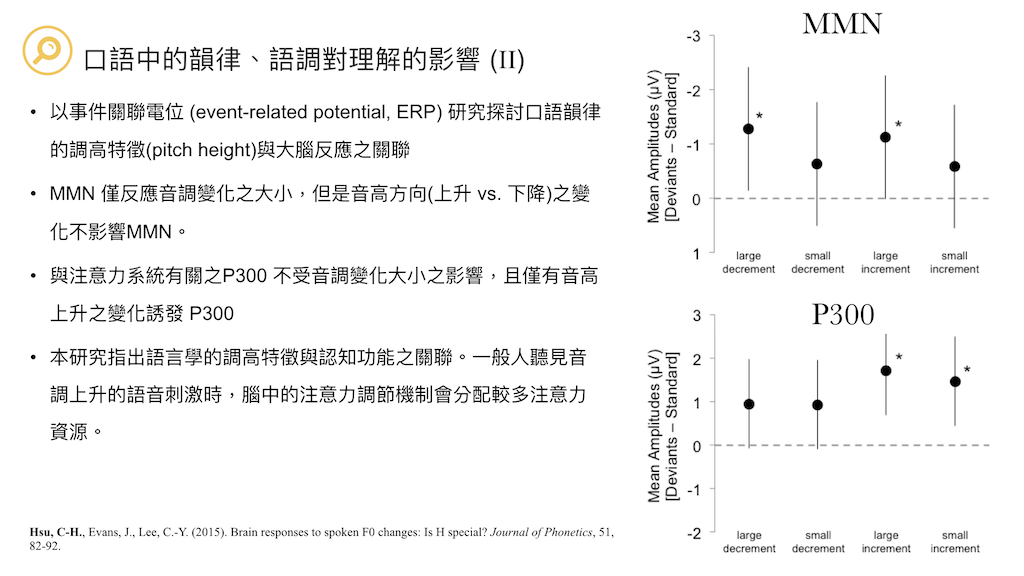 口語中的韻律、語調對理解的影響 (II)
• 以事件關聯電位 (event-related potential, ERP) 研究探討口語韻律
的調高特徵(pitch height)與大腦反應之關聯
• MMN 僅反應音調變化之大小，但是音高方向(上升 vs. 下降)之變
化不影響MMN。
• 與注意力系統有關之P300 不受音調變化大小之影響，且僅有音高
上升之變化誘發 P300
• 本研究指出語言學的調高特徵與認知功能之關聯。一般人聽見音
調上升的語音刺激時，腦中的注意力調節機制會分配較多注意力
資源。
Hsu, C-H., Evans, J., Lee, C.-Y. (2015). Brain responses to spoken F0 changes: Is H special? Journal of Phonetics, 51,
82-92.
MMN
Mean Amplitudes (µV)
[Deviants – Standard]
-3
-2
-1
0
1
* *
large small large small
decrement decrement increment increment
P300
Mean Amplitudes (µV)
[Deviants – Standard]
3
2
1
0
-1
-2
* *
large small large small
decrement decrement increment increment